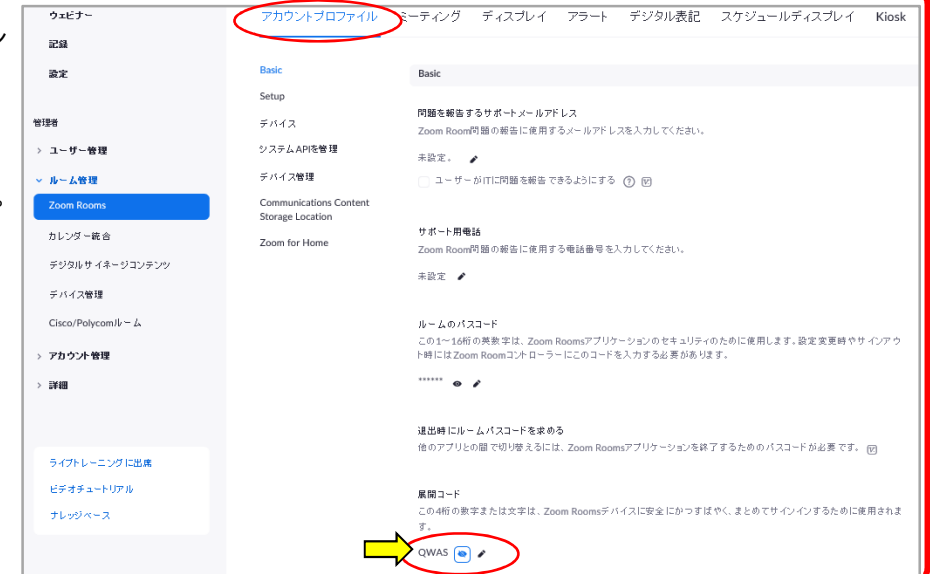 ウェビナー
記録
設定
管理者
ユーザー管理
ルーム管理
Zoom Rooms
カレンダー統合
デジタルサイネージコンテンツ
デバイス管理
Cisco/Polycomルーム
アカウント管理
詳細
ライブトレーニングに出席
ビデオチュートリアル
ナレッジベース
アカウントプロファイル ミーティング ディスプレイ アラート デジタル表記 スケジュールディスプレイ Kiosk
Basic
Setup
デバイス
システムAPIを管理
デバイス管理
Communications Content
Storage Location
Zoom for Home
Basic
問題を報告するサポートメールアドレス
Zoom Room問題の報告に使用するメールアドレスを入力してください。
未設定。
ユーザーがITに問題を報告できるようにする
サポート用電話
Zoom Room問題の報告に使用する電話番号を入力してください。
未設定
ルームのパスコード
この1〜16桁の英数字は、Zoom Roomsアプリケーションのセキュリティのために使用します。設定変更時やサインアウ
ト時にはZoom Roomコントローラーにこのコードを入力する必要があります。
******
退出時にルームパスコードを求める
他のアプリとの間で切り替えるには、Zoom Roomsアプリケーションを終了するためのパスコードが必要です。
展開コード
この4桁の数字または文字は、Zoom Roomsデバイスに安全にかつすばやく、まとめてサインインするために使用されま
す。
QWAS